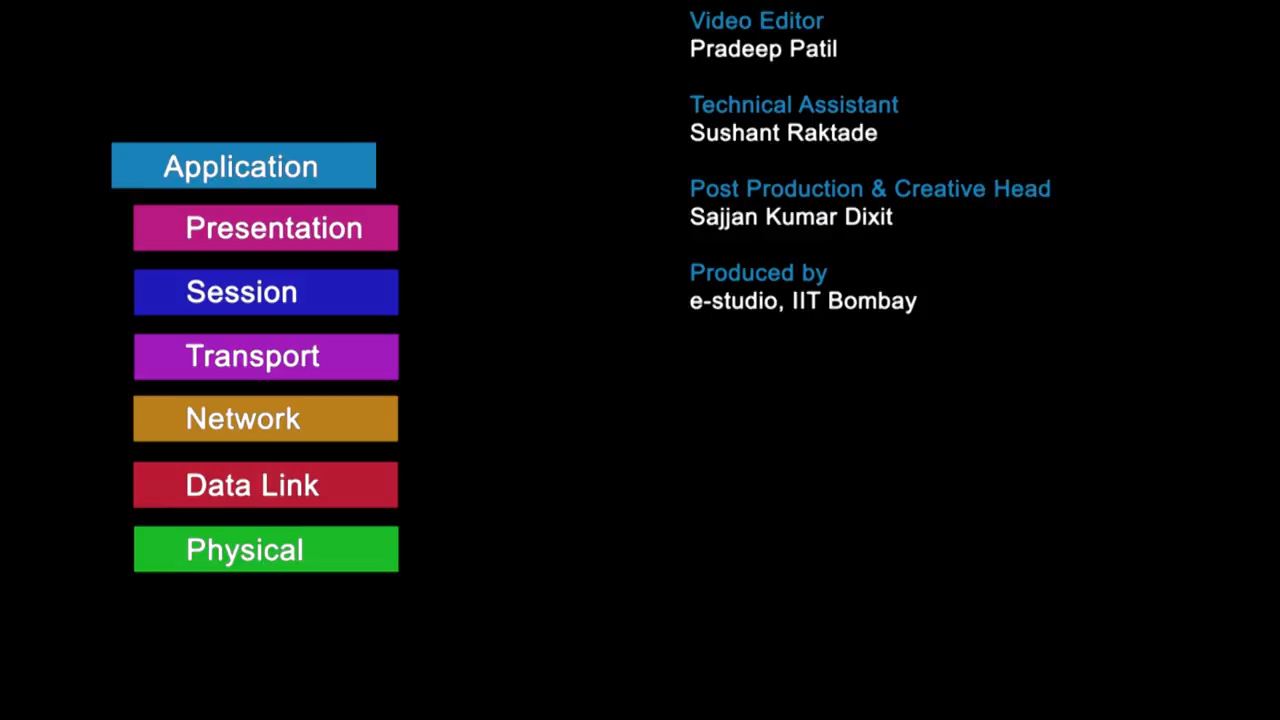 Application
Presentation
Session
Transport
Network
Data Link
Physical
Video Editor
Pradeep Patil
Technical Assistant
Sushant Raktade
Post Production & Creative Head
Sajjan Kumar Dixit
Produced by
e-studio, IIT Bombay